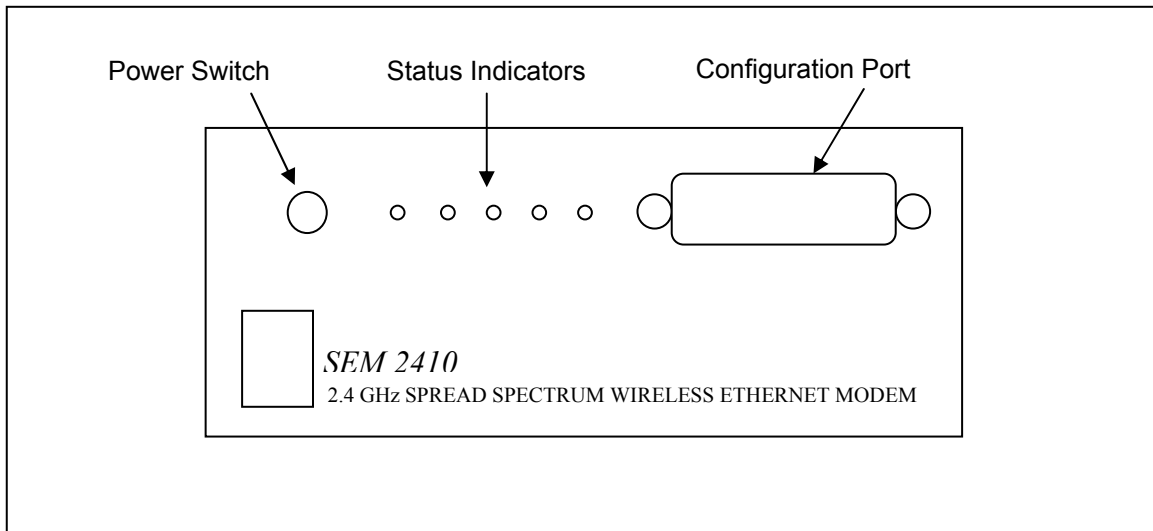 Power Switch
Status Indicators
Configuration Port
SEM 2410
2.4 GHz SPREAD SPECTRUM WIRELESS ETHERNET MODEM